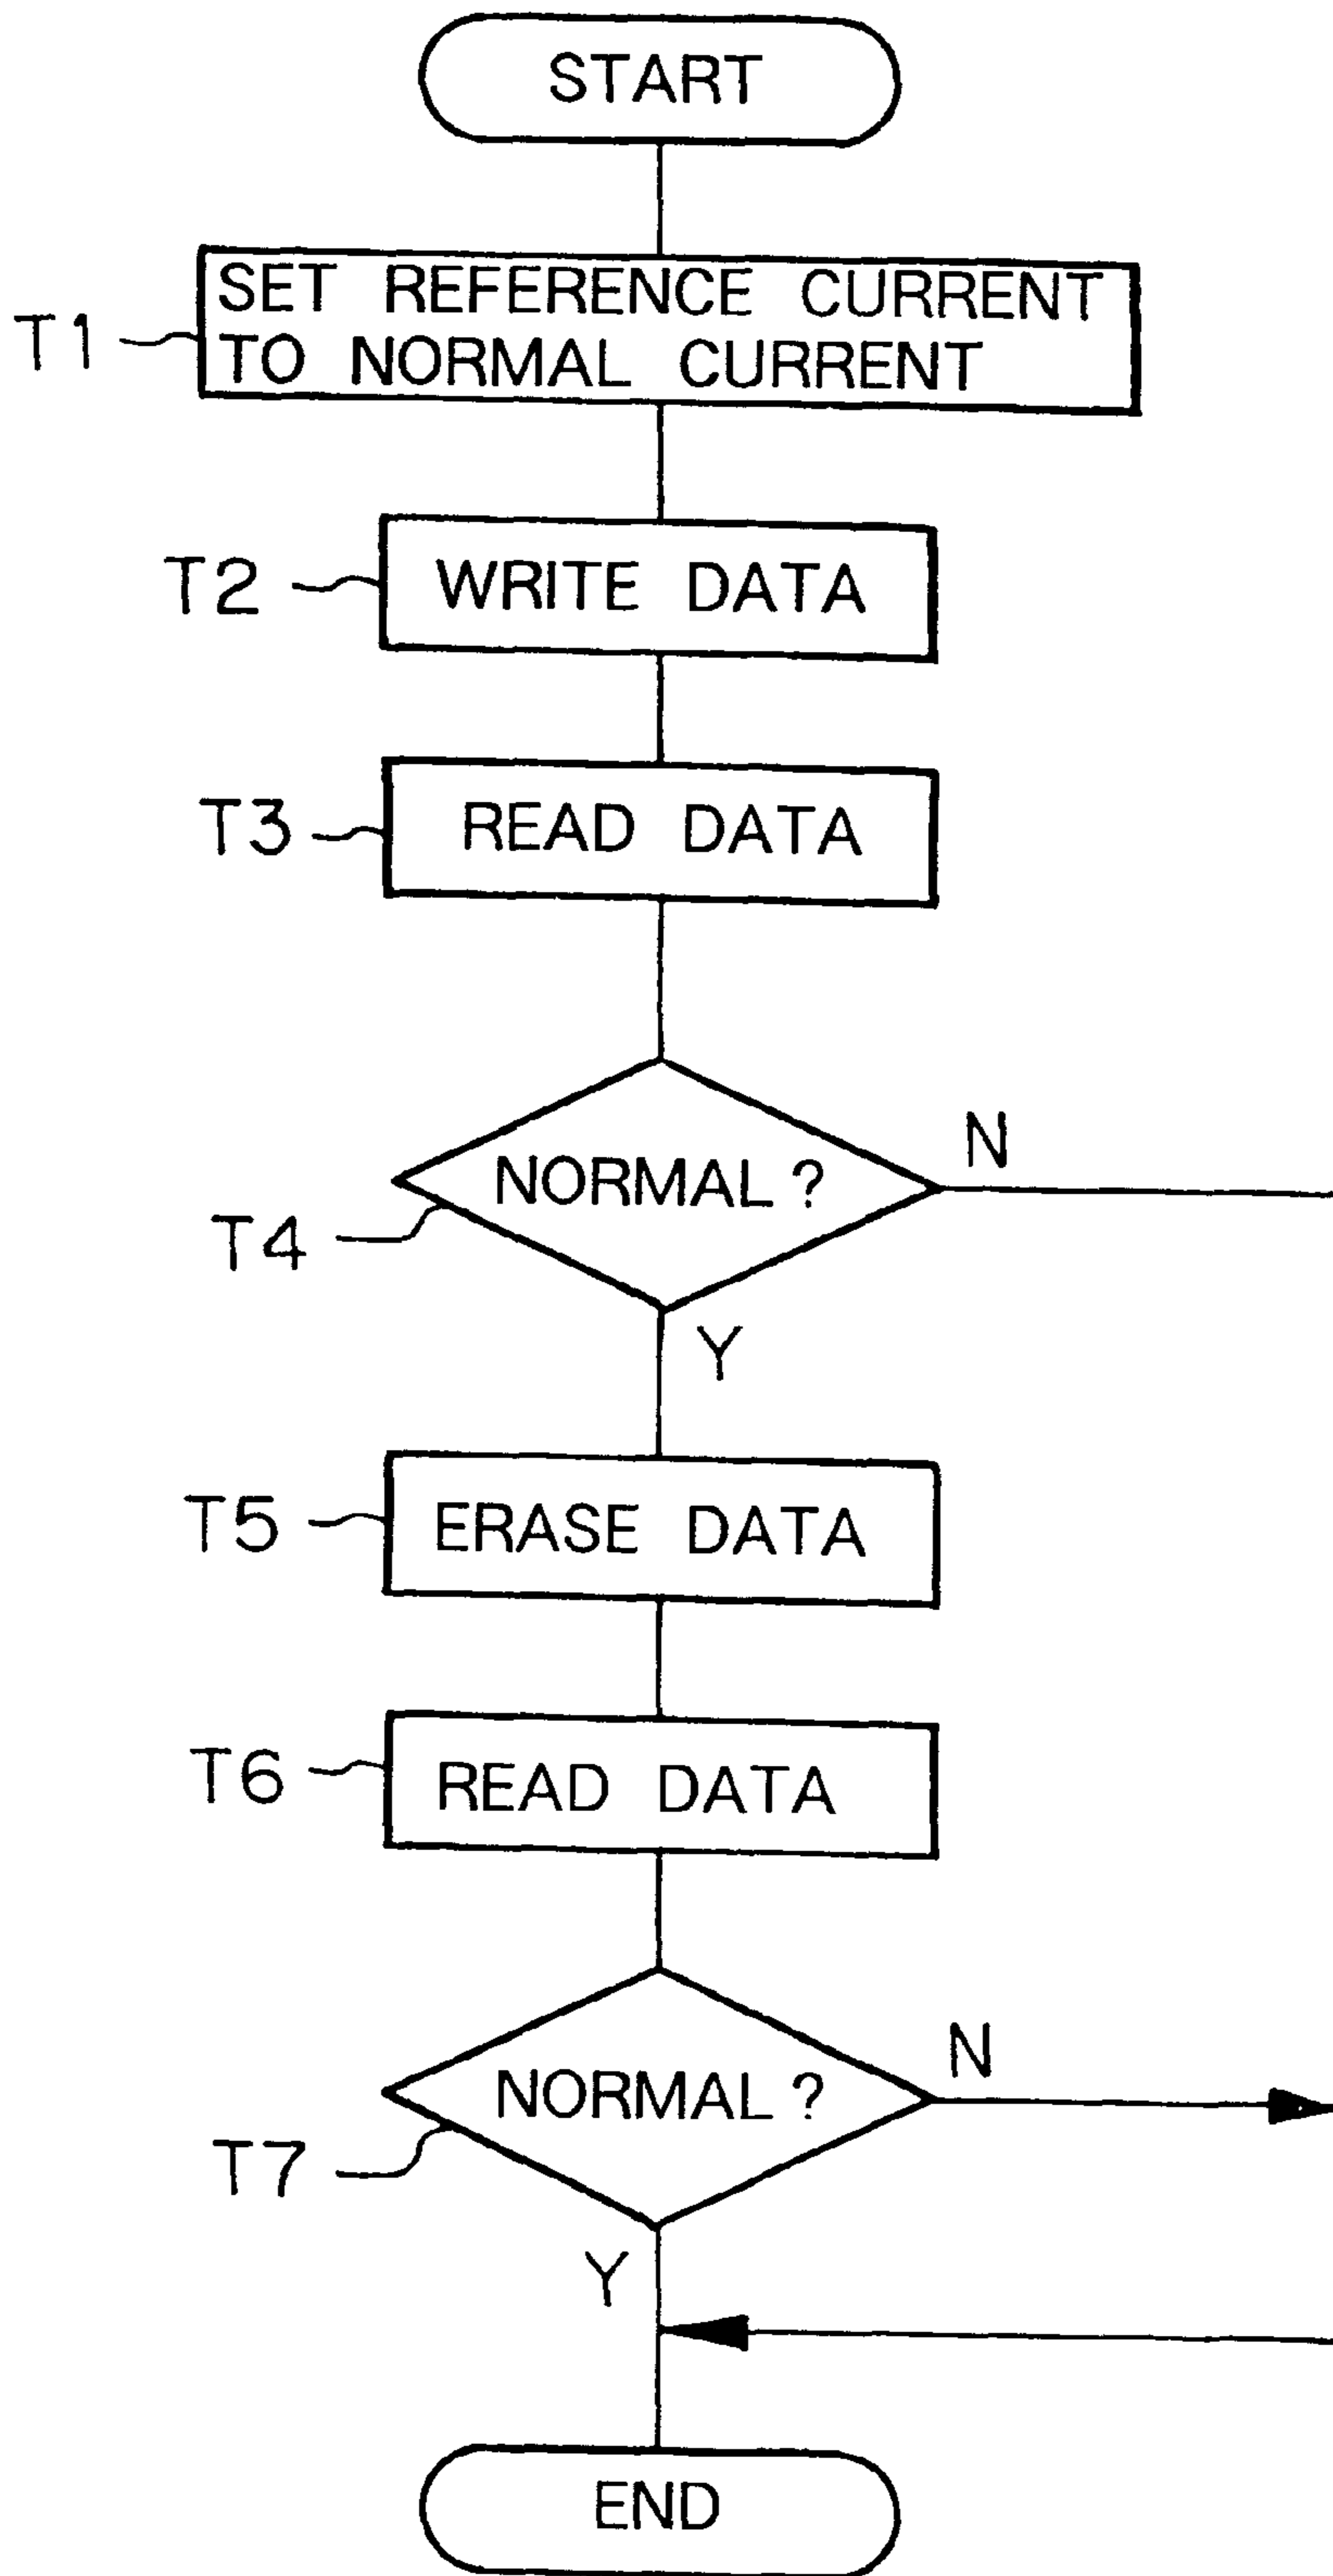 START
SET REFERENCE CURRENT
TO NORMAL CURRENT
T1
WRITE DATA
T2
READ DATA
T3
NORMAL ?
N
T4
Y
ERASE DATA
T5
READ DATA
T6
NORMAL ?
N
T7
Y
END